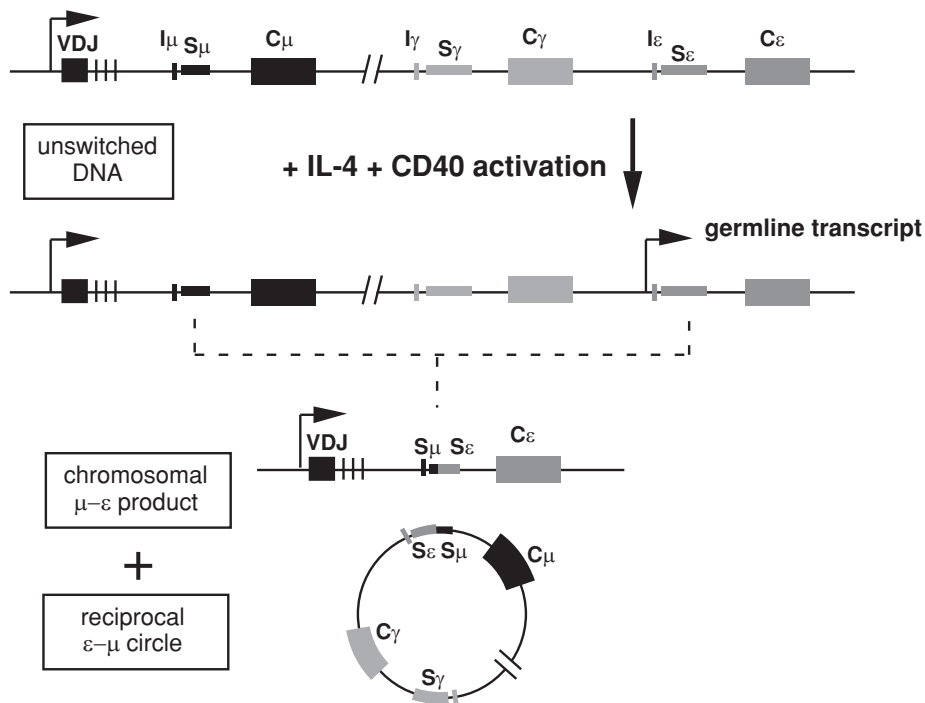 VDJ Iμ Sμ Cμ Iγ Sγ Cγ Iε Sε Cε
unswitched
DNA
+ IL-4 + CD40 activation
germline transcript
VDJ Sμ Sε Cε
chromosomal
μ–ε product
+
reciprocal
ε–μ circle
Sε Sμ
Cμ
Cγ
Sγ